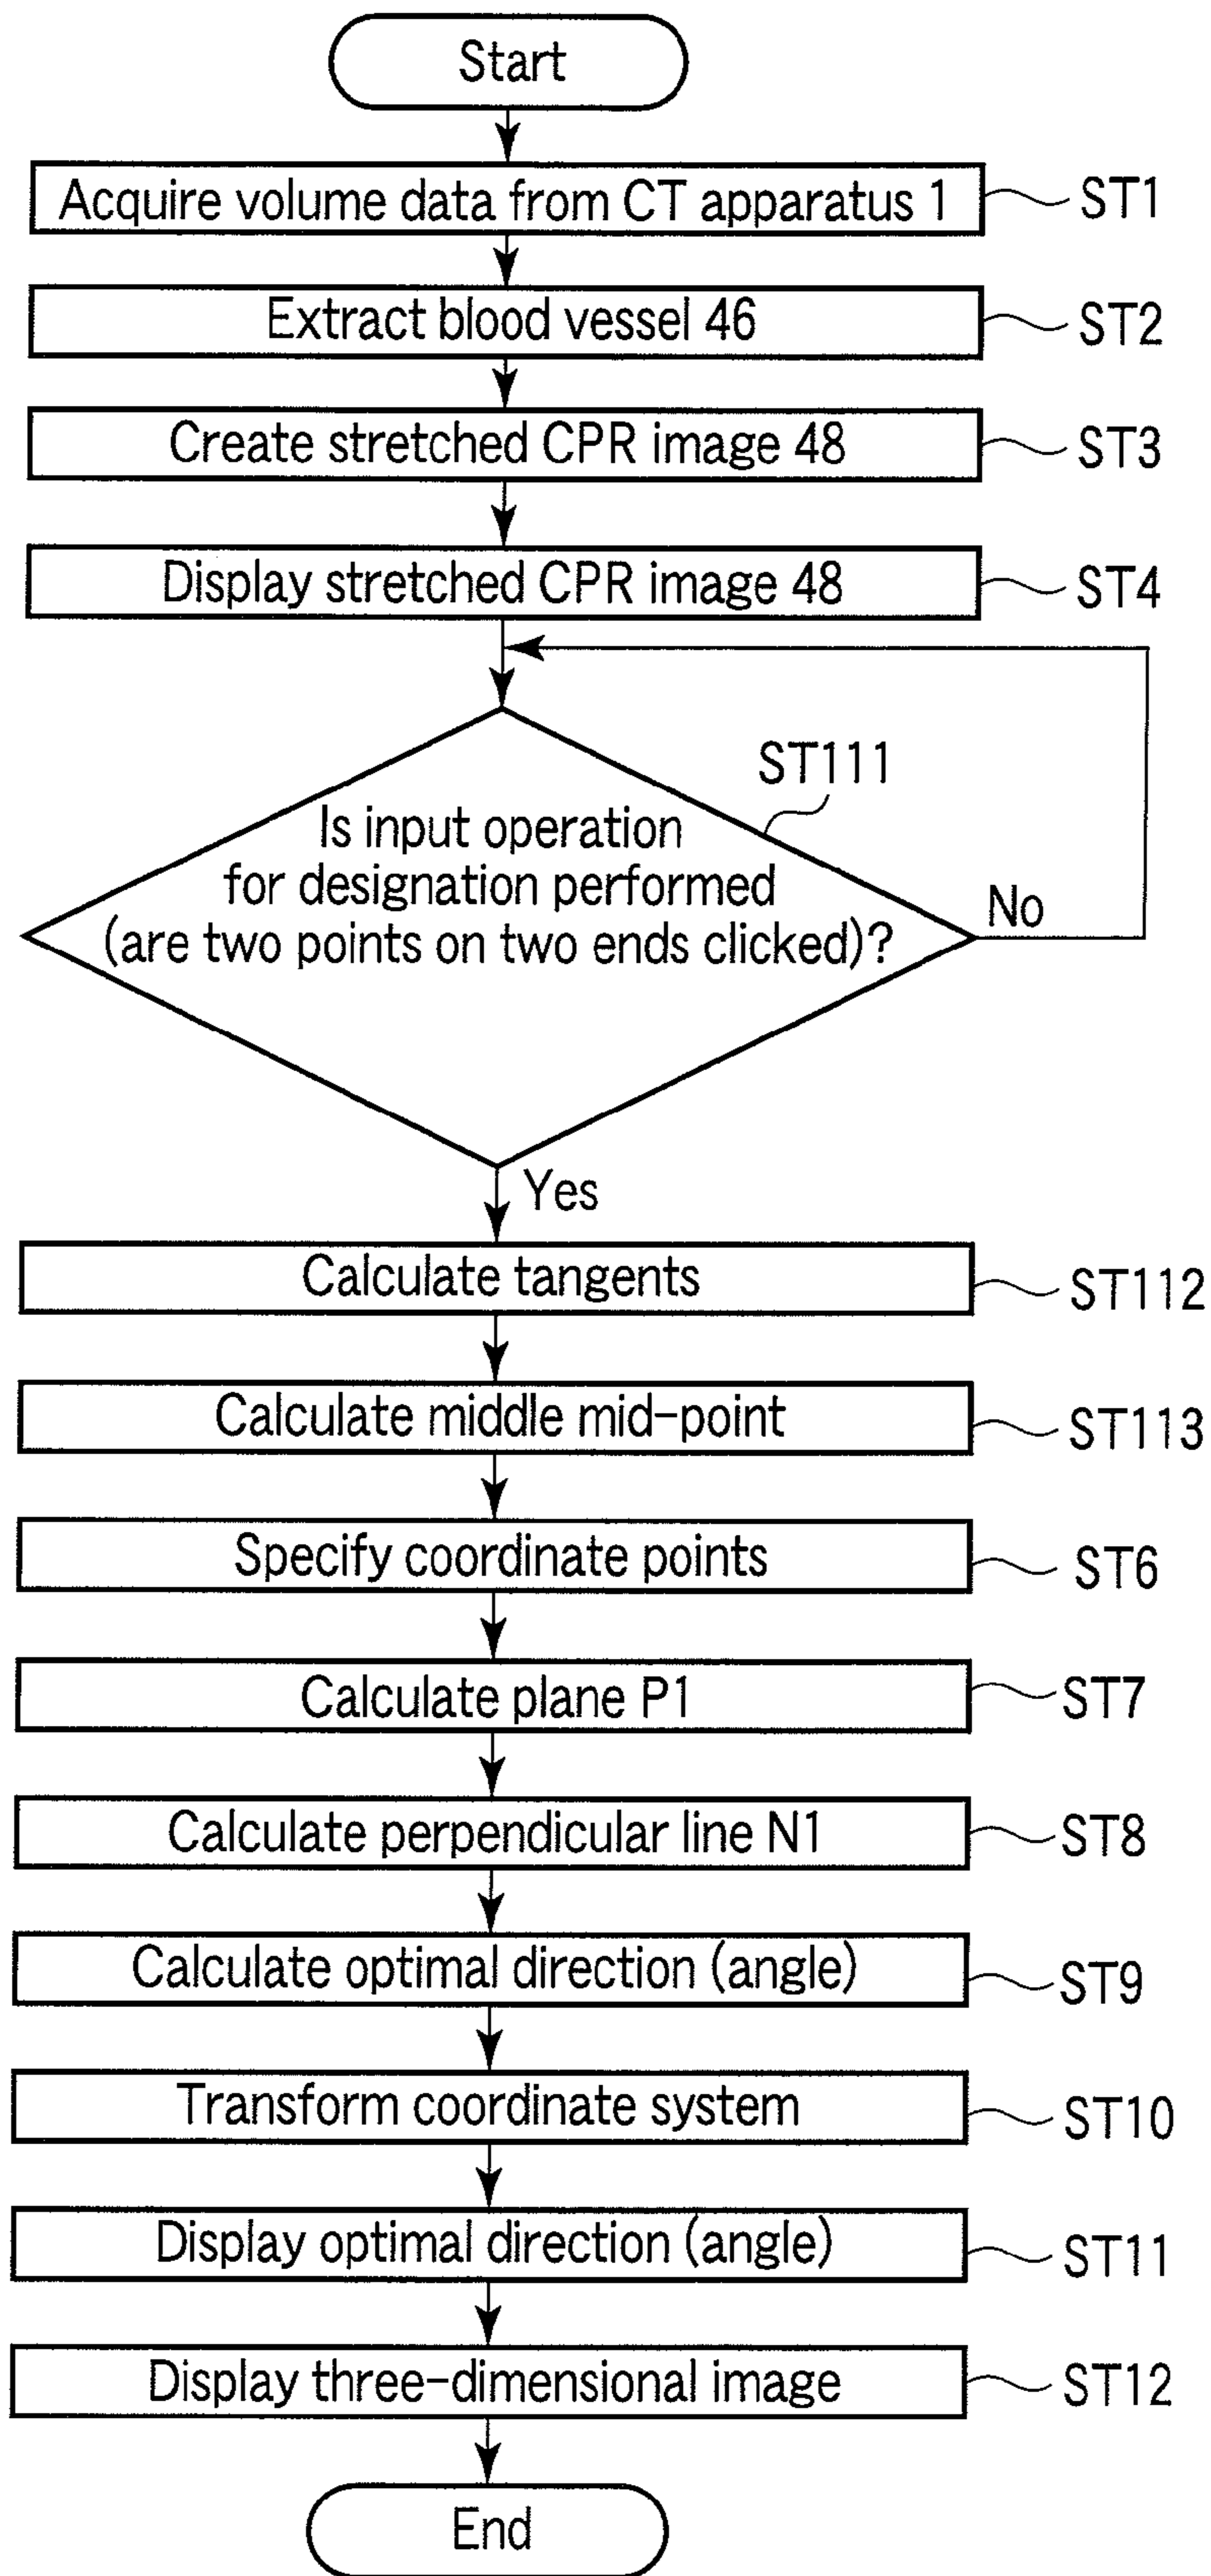 Start
Acquire volume data from CT apparatus 1
ST1
Extract blood vessel 46
ST2
Create stretched CPR image 48
ST3
Display stretched CPR image 48
ST4
ST111
Is input operation
for designation performed
(are two points on two ends clicked)?
No
Yes
Calculate tangents
ST112
Calculate middle mid-point
ST113
Specify coordinate points
ST6
Calculate plane P1
ST7
Calculate perpendicular line N1
ST8
Calculate optimal direction (angle)
ST9
Transform coordinate system
ST10
Display optimal direction (angle)
ST11
Display three-dimensional image
ST12
End